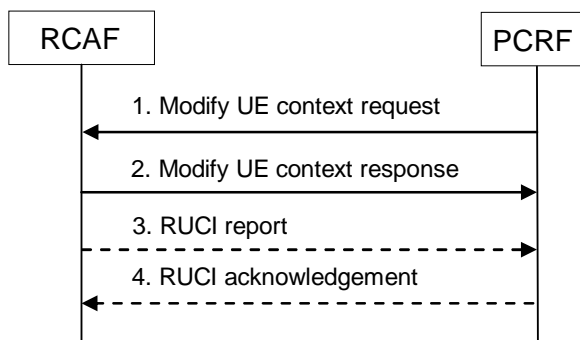 RCAF
PCRF
1. Modify UE context request
2. Modify UE context response
3. RUCI report
4. RUCI acknowledgement